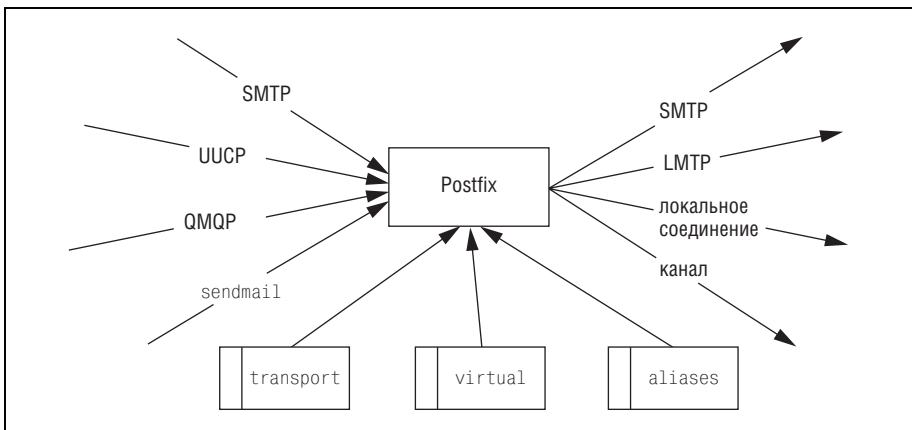 SMTP
UUCP
QMQP
sendmail
Postfix
SMTP
LMTP
локальное
соединение
канал
transport
virtual
aliases